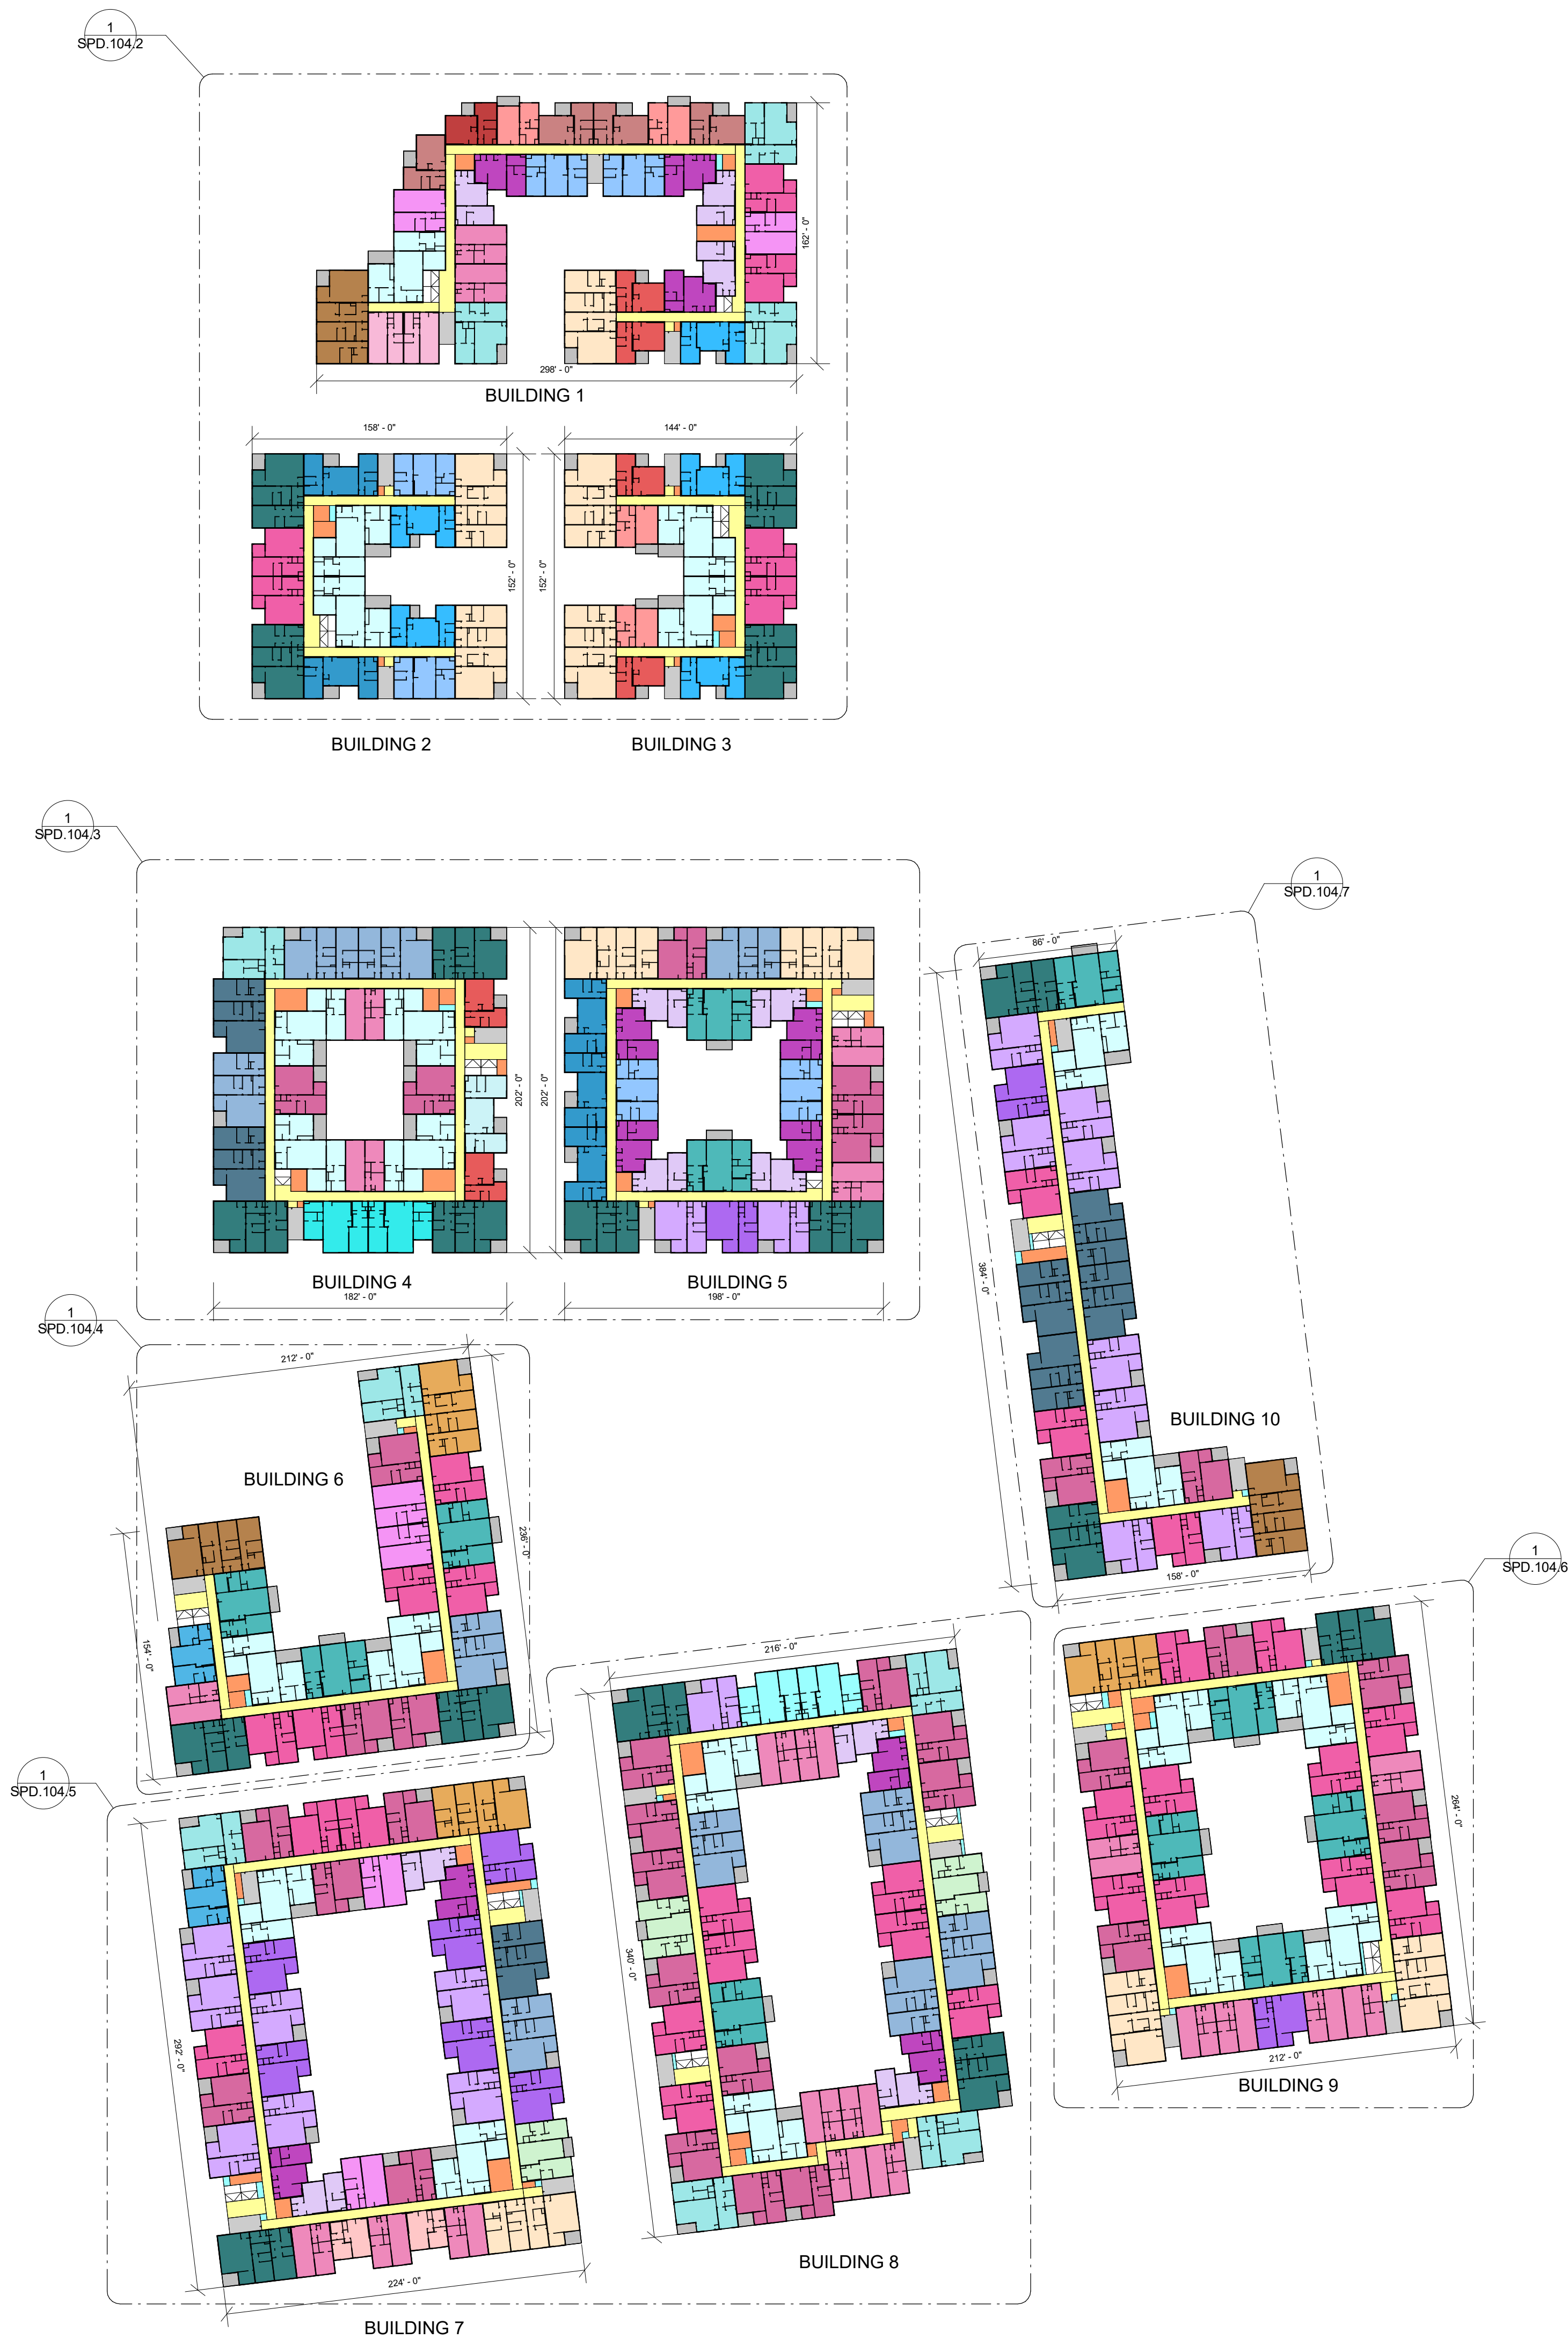 1
SPD.104.2
162' - 0"
298' - 0"
BUILDING 1
158' - 0"
144' - 0"
152' - 0"
152' - 0"
BUILDING 2
BUILDING 3
1
SPD.104.3
1
SPD.104.7
86' - 0"
202' - 0"
202' - 0"
384' - 0"
BUILDING 4
BUILDING 5
182' - 0"
198' - 0"
1
SPD.104.4
212' - 0"
BUILDING 10
BUILDING 6
236' - 0"
154' - 0"
158' - 0"
1
SPD.104.6
216' - 0"
1
SPD.104.5
264' - 0"
340' - 0"
292' - 0"
212' - 0"
BUILDING 9
BUILDING 8
224' - 0"
BUILDING 7